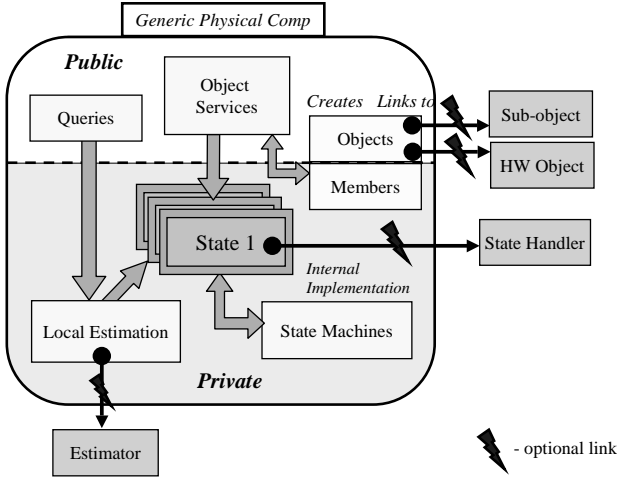 Generic Physical Comp
Public
Object
Services
Queries
Creates Links to
Objects
Members
Sub-object
HW Object
State 1
State Handler
Internal
Implementation
Local Estimation
State Machines
Private
Estimator
- optional link